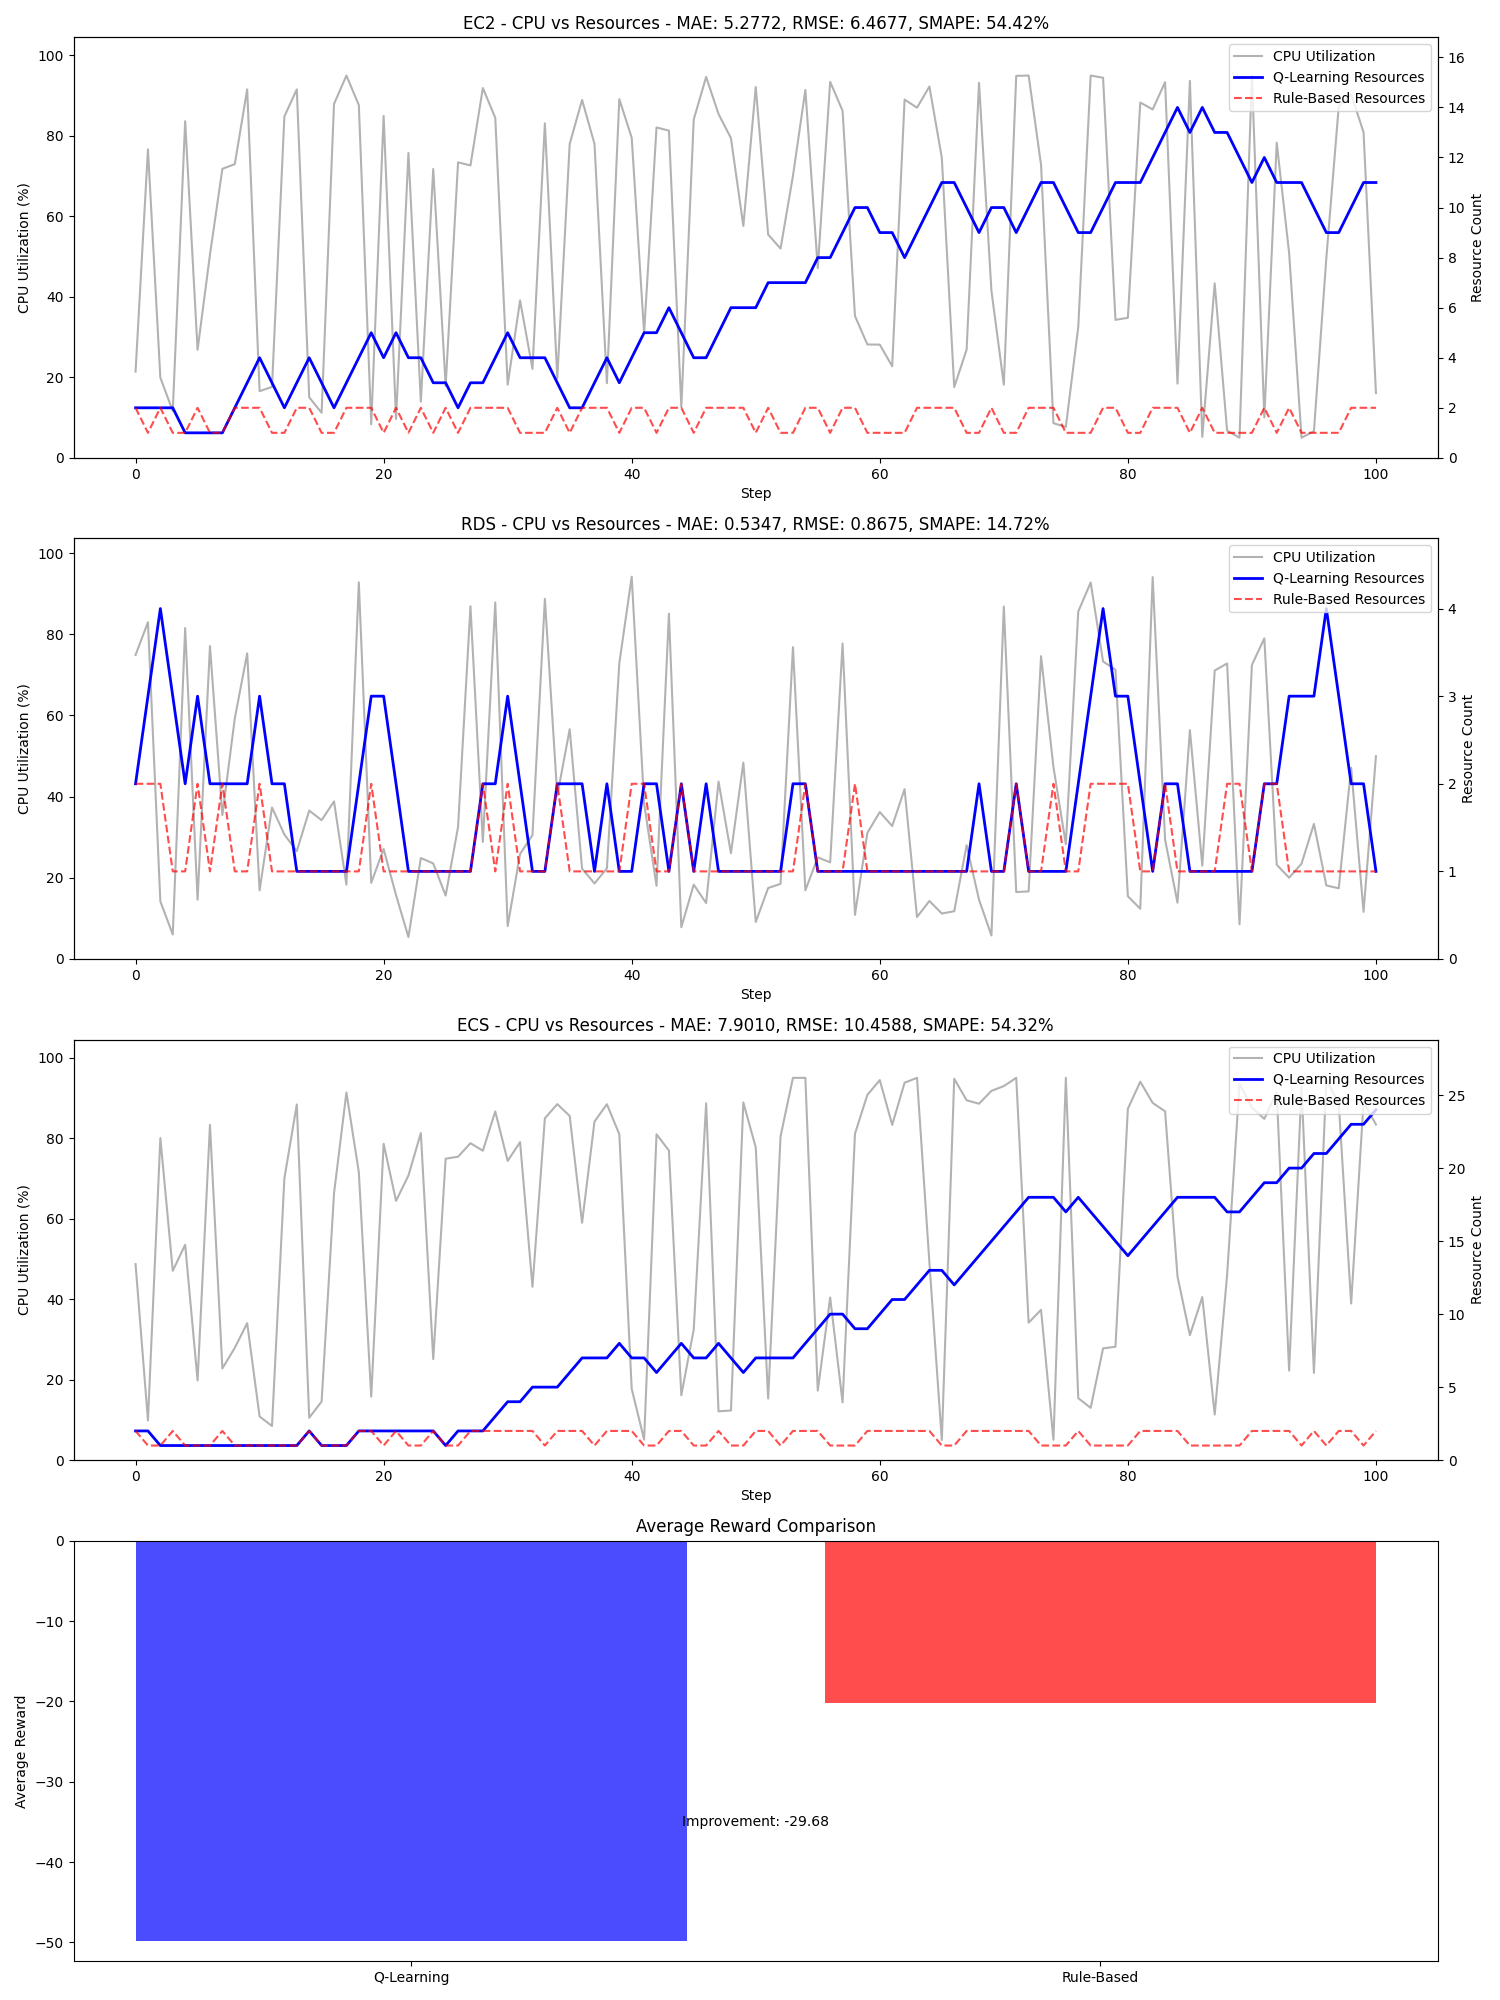 EC2 - CPU vs Resources - MAE: 5.2772, RMSE: 6.4677, SMAPE: 54.42%
CPU Utilization
Q-Learning Resources
Rule-Based Resources
CPU Utilization (%)
100
80
60
40
20
0
16
14
12
10
8
6
4
2
0
Resource Count
0 20 40 60 80 100
Step
RDS - CPU vs Resources - MAE: 0.5347, RMSE: 0.8675, SMAPE: 14.72%
CPU Utilization
Q-Learning Resources
Rule-Based Resources
CPU Utilization (%)
100
80
60
40
20
0
4
3
2
1
0
Resource Count
0 20 40 60 80 100
Step
ECS - CPU vs Resources - MAE: 7.9010, RMSE: 10.4588, SMAPE: 54.32%
CPU Utilization
Q-Learning Resources
Rule-Based Resources
CPU Utilization (%)
100
80
60
40
20
0
25
20
15
10
5
0
Resource Count
0 20 40 60 80 100
Step
Average Reward Comparison
Average Reward
0
−10
−20
−30
−40
−50
Improvement: -29.68
Q-Learning Rule-Based